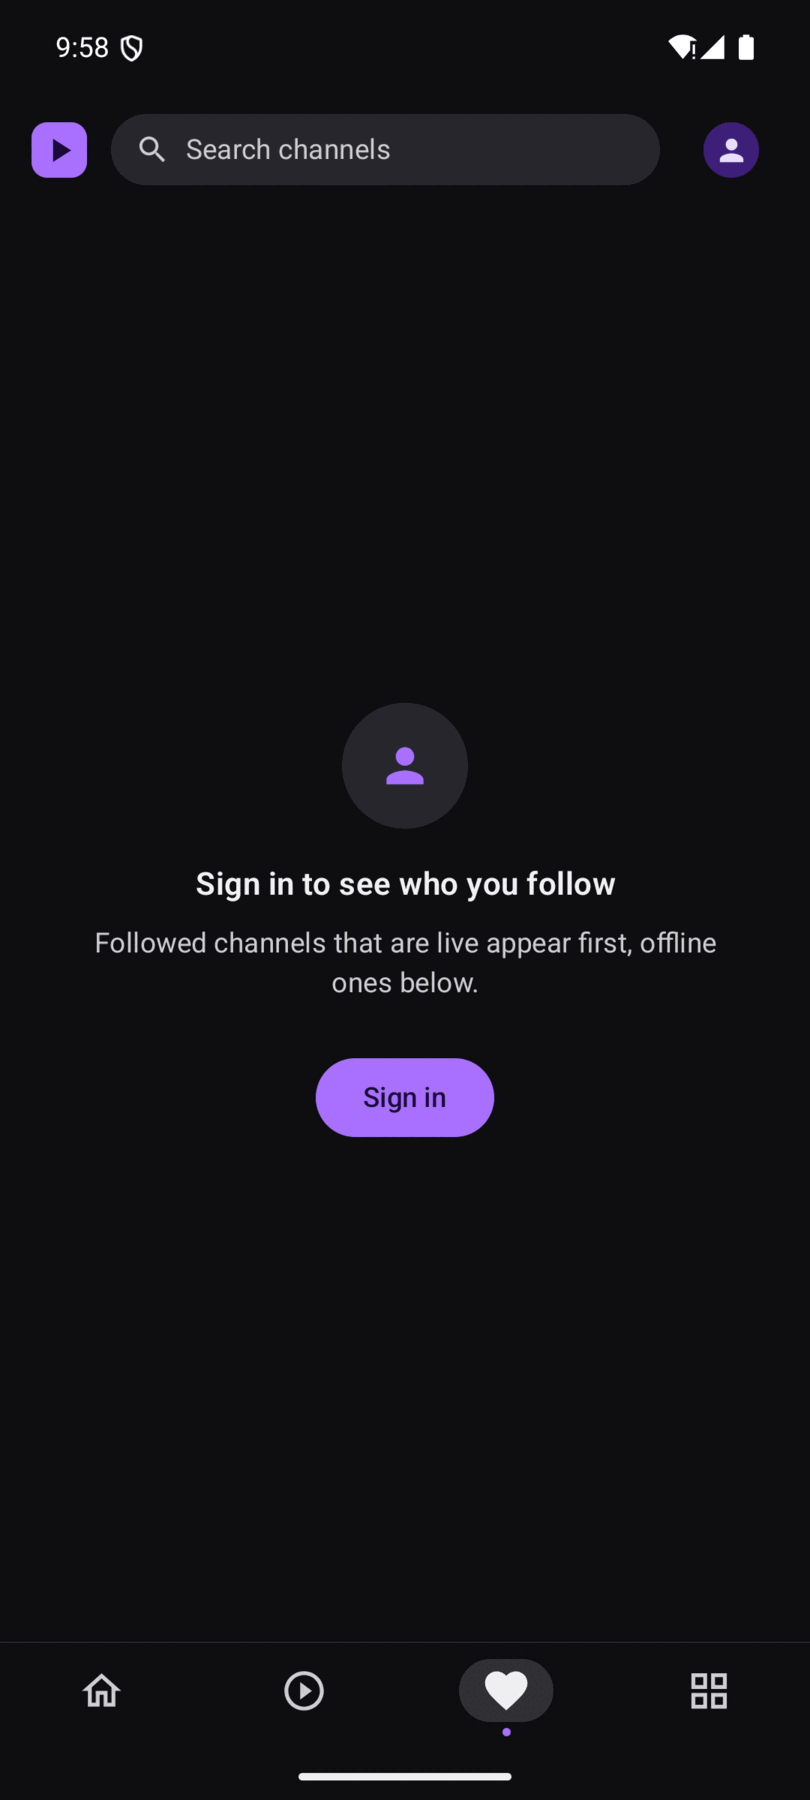 9:58
Search channels
Sign in to see who you follow
Followed channels that are live appear first, offline
ones below.
Sign in